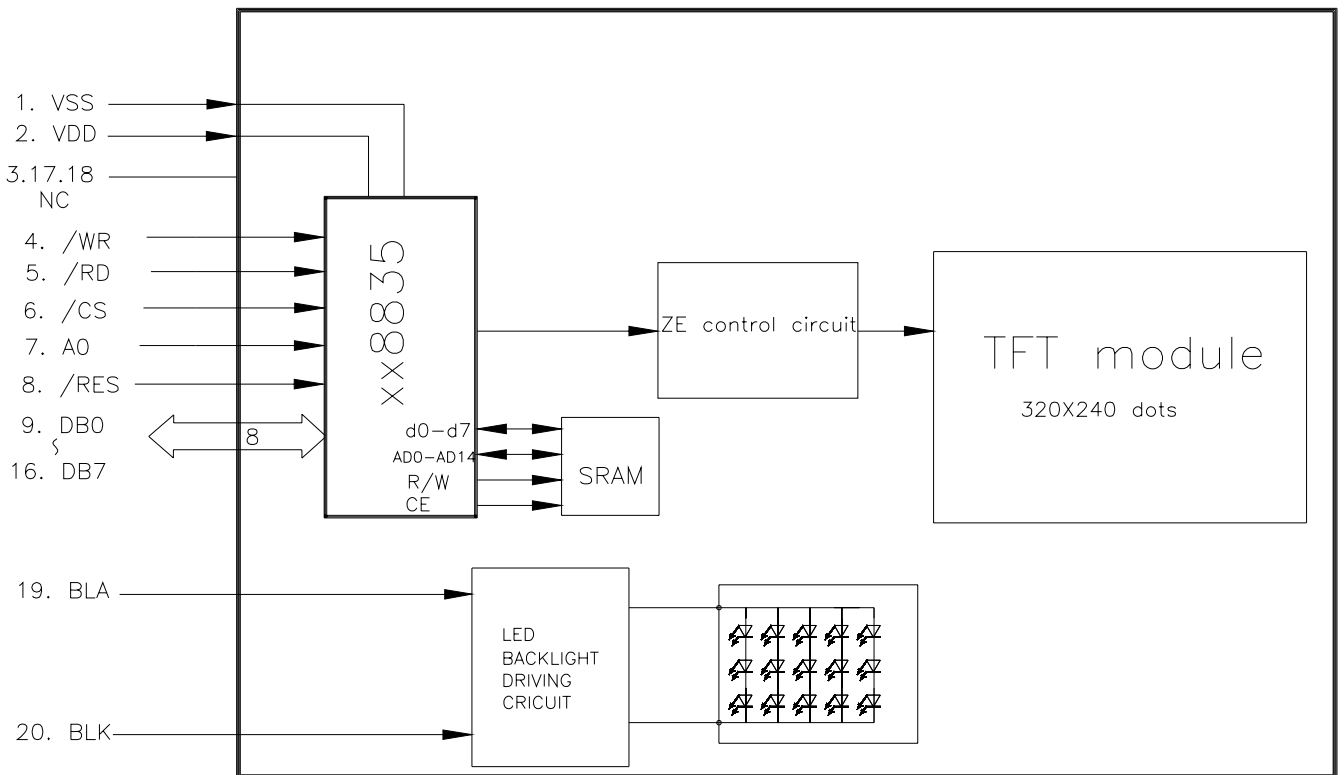 1. VSS
2. VDD
3.17.18
NC
4. /WR
5. /RD
6. /CS
7. A0
8. /RES
9. DB0
~
16. DB7
8
xx8835
d0-d7
AD0-AD14
R/W
CE
SRAM
ZE control circuit
TFT module
320X240 dots
19. BLA
20. BLK
LED
BACKLIGHT
DRIVING
CRICUIT